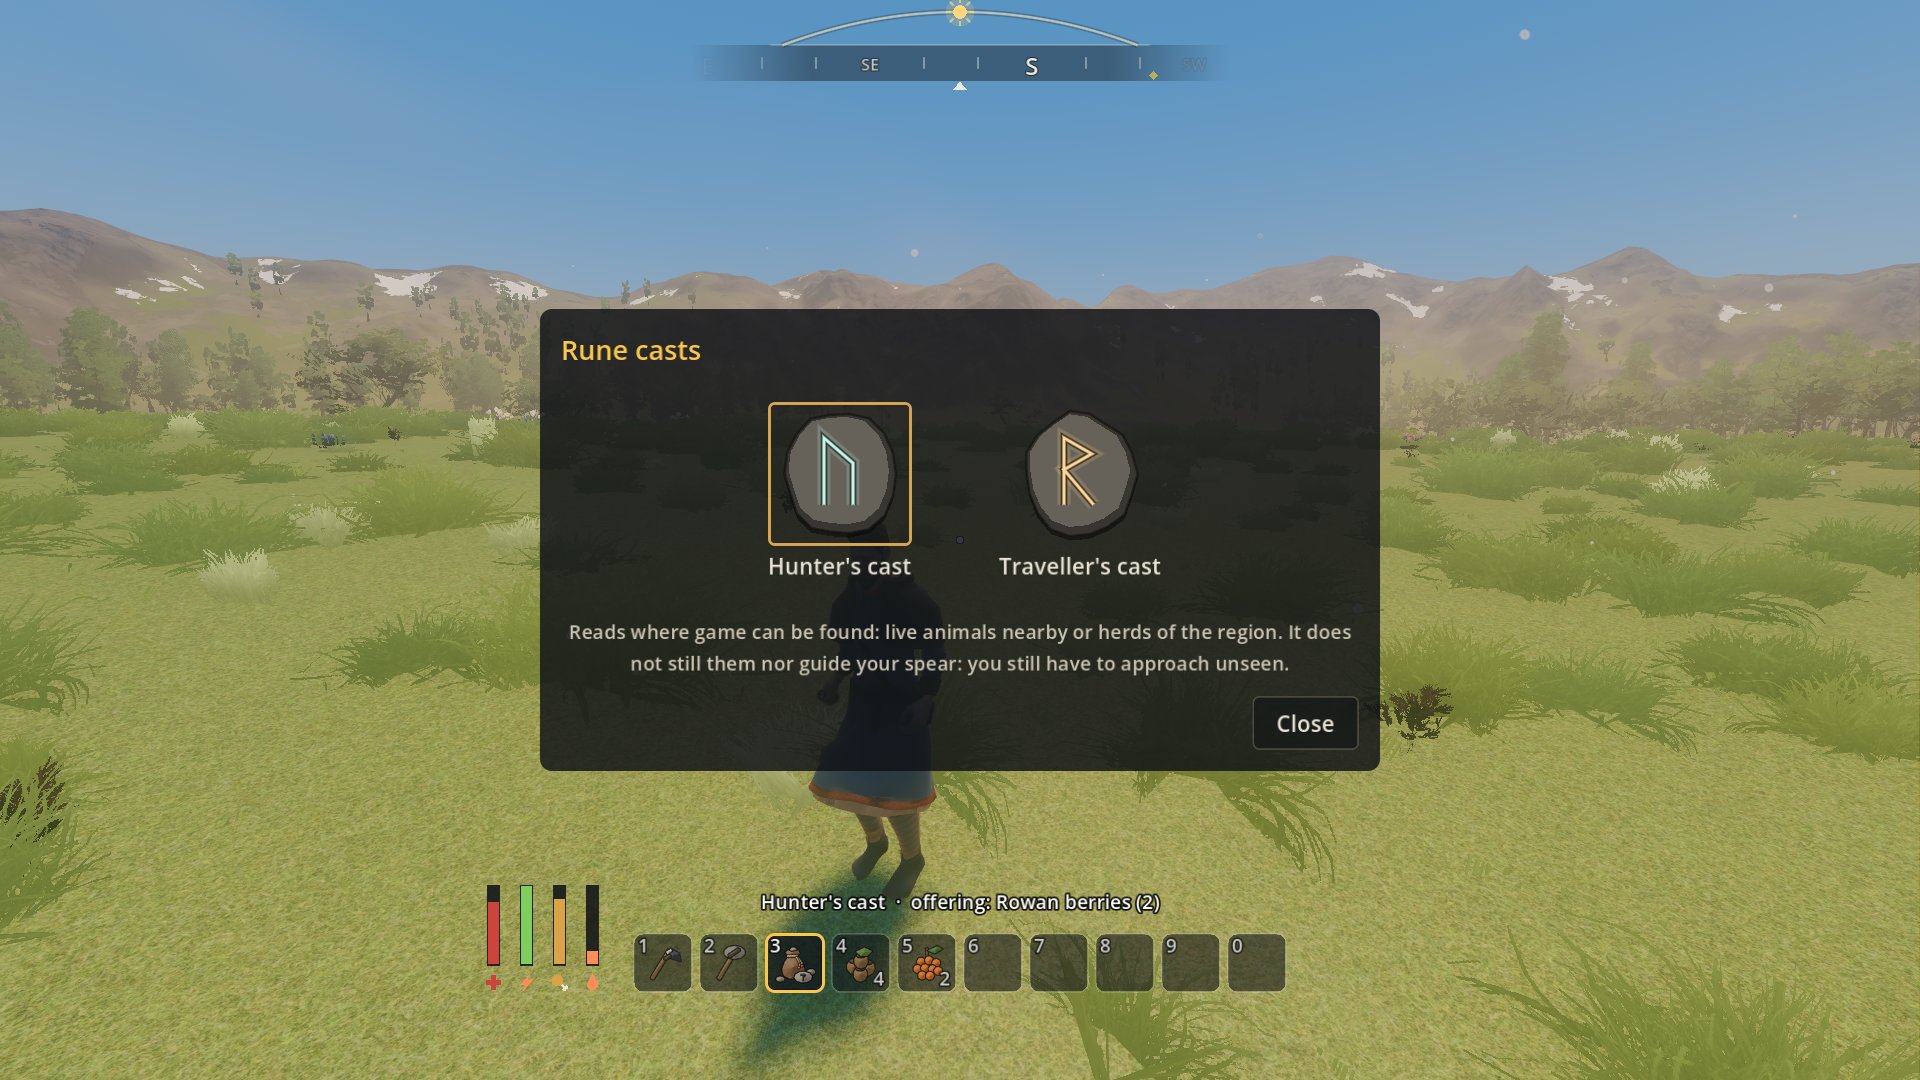 E SE S SW
Rune casts
Hunter's cast Traveller's cast
Reads where game can be found: live animals nearby or herds of the region. It does
not still them nor guide your spear: you still have to approach unseen.
Close
Hunter's cast · offering: Rowan berries (2)
1 2 3 4 5 6 7 8 9 0
4 2